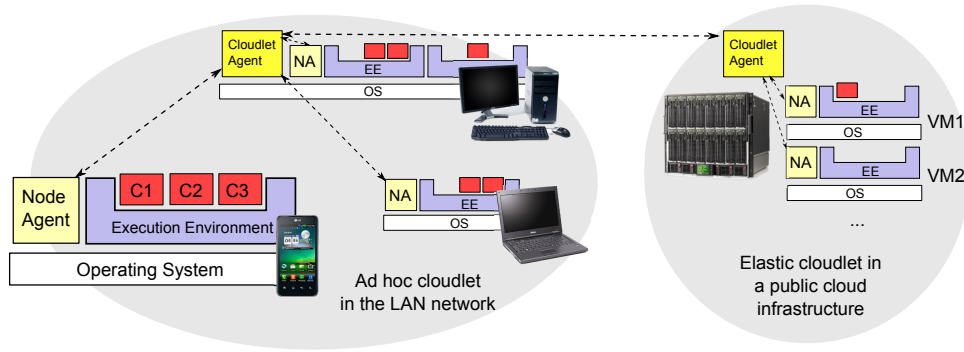 Cloudlet
Agent
NA
EE
OS
Node
Agent
C1 C2 C3
Execution Environment
Operating System
NA
EE
OS
Ad hoc cloudlet
in the LAN network
Cloudlet
Agent
NA
EE
OS
VM1
NA
EE
OS
VM2
...
Elastic cloudlet in
a public cloud
infrastructure